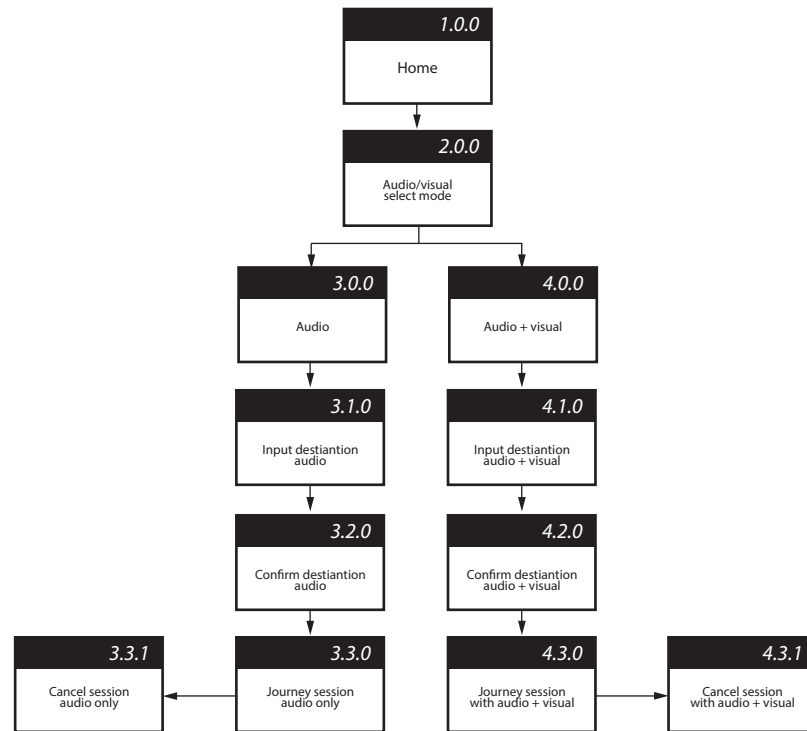 1.0.0
Home
2.0.0
Audio/visual
select mode
3.0.0
Audio
4.0.0
Audio + visual
3.1.0
Input destiantion
audio
4.1.0
Input destiantion
audio + visual
3.2.0
Confirm destiantion
audio
4.2.0
Confirm destiantion
audio + visual
3.3.1
Cancel session
audio only
3.3.0
Journey session
audio only
4.3.0
Journey session
with audio + visual
4.3.1
Cancel session
with audio + visual